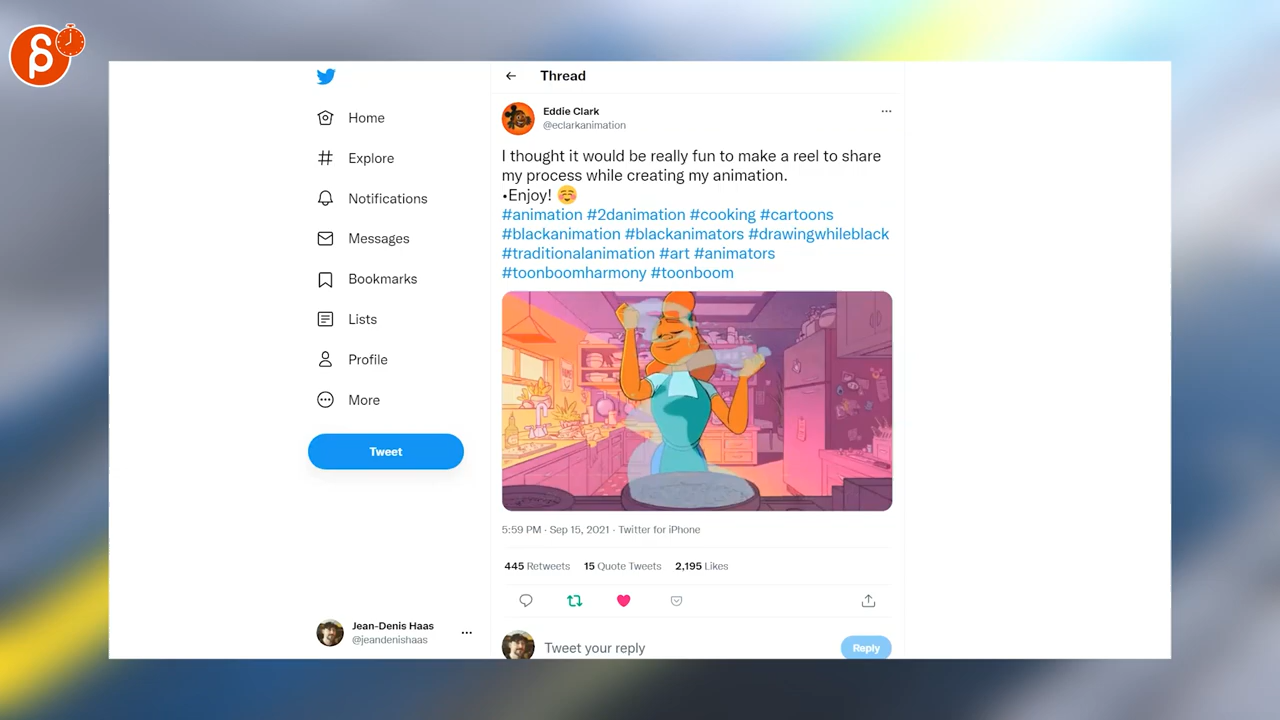 Thread
Eddie Clark
@eclarkanimation
I thought it would be really fun to make a reel to share
my process while creating my animation.
•Enjoy! ☺️
#animation #2danimation #cooking #cartoons
#blackanimation #blackanimators #drawingwhileblack
#traditionalanimation #art #animators
#toonboomharmony #toonboom
5:59 PM · Sep 15, 2021 · Twitter for iPhone
445 Retweets 15 Quote Tweets 2,195 Likes
Tweet your reply
Reply
Home
Explore
Notifications
Messages
Bookmarks
Lists
Profile
More
Tweet
Jean-Denis Haas
@jeandenishaas